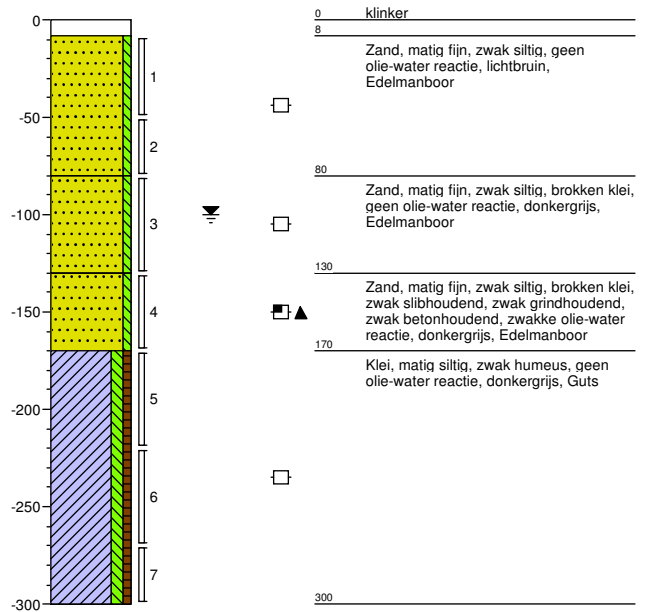 0
-50
-100
-150
-200
-250
-300
1
2
3
4
5
6
7
0 klinker
8
Zand, matig fijn, zwak siltig, geen
olie-water reactie, lichtbruin,
Edelmanboor
80
Zand, matig fijn, zwak siltig, brokken klei,
geen olie-water reactie, donkergrijs,
Edelmanboor
130
Zand, matig fijn, zwak siltig, brokken klei,
zwak slibhoudend, zwak grindhoudend,
zwak betonhoudend, zwakke olie-water
reactie, donkergrijs, Edelmanboor
170
Klei, matig siltig, zwak humeus, geen
olie-water reactie, donkergrijs, Guts
300